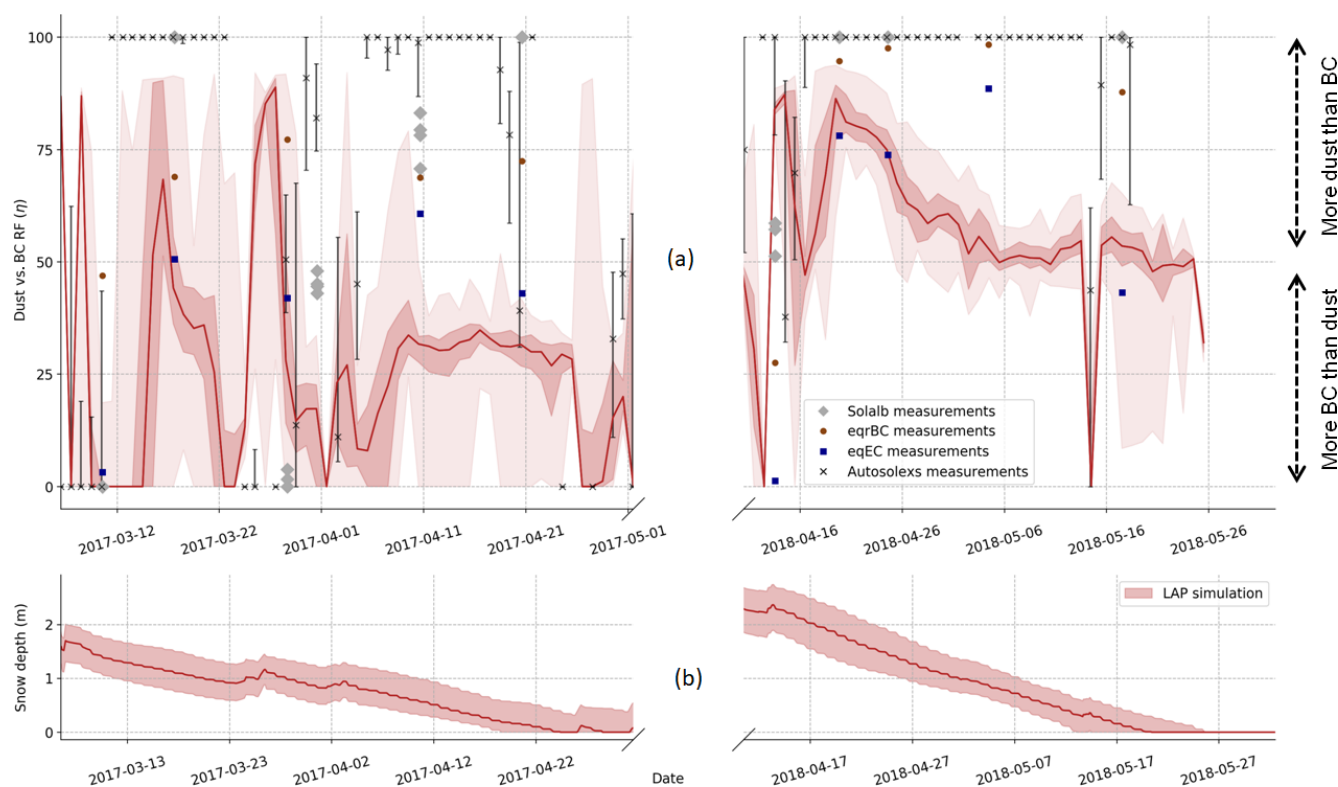 100
75
50
25
0
Dust vs. BC RF (η)
(a)
Solalb measurements
eqrBC measurements
eqEC measurements
Autosolexs measurements
More dust than BC
More BC than dust
2017-03-12
2017-03-22
2017-04-01
2017-04-11
2017-04-21
2017-05-01
2018-04-16
2018-04-26
2018-05-06
2018-05-16
2018-05-26
2
1
0
Snow depth (m)
(b)
LAP simulation
2017-03-13
2017-03-23
2017-04-02
2017-04-12
2017-04-22
Date
2018-04-17
2018-04-27
2018-05-07
2018-05-17
2018-05-27